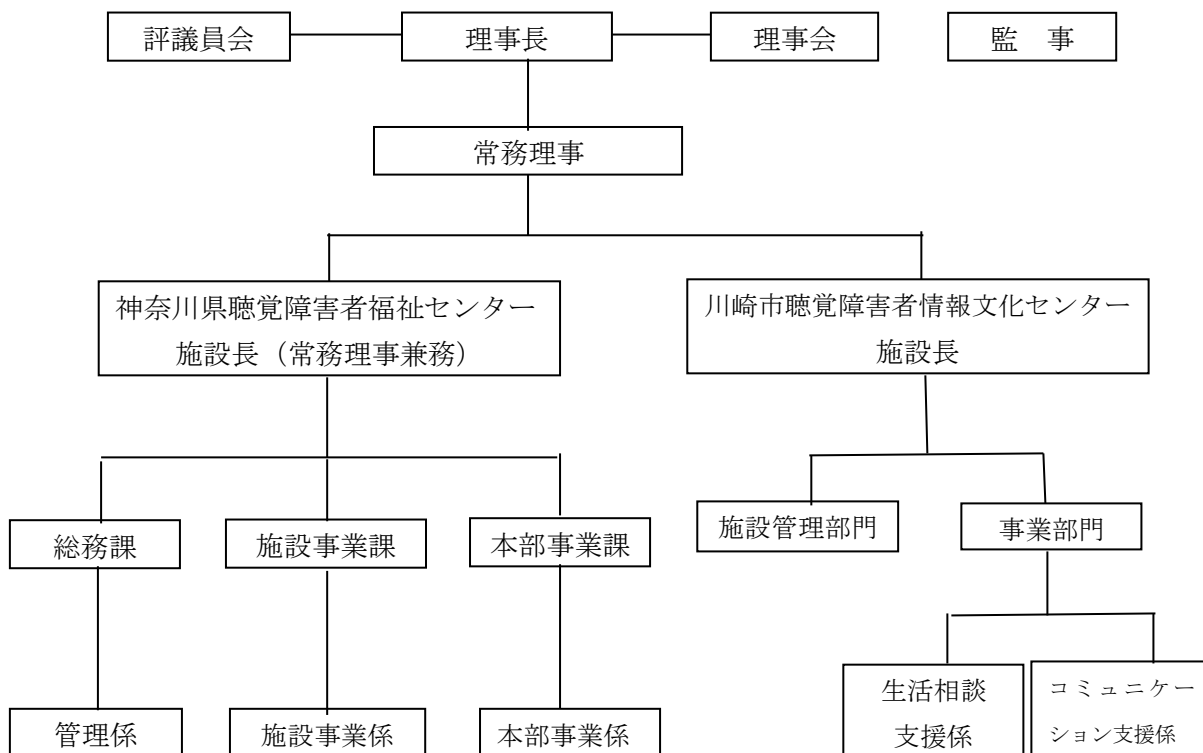 評議員会
理事長
理事会
監　事
常務理事
神奈川県聴覚障害者福祉センター
施設長（常務理事兼務）
川崎市聴覚障害者情報文化センター
施設長
総務課
施設事業課
本部事業課
施設管理部門
事業部門
管理係
施設事業係
本部事業係
生活相談
支援係
コミュニケー
ション支援係